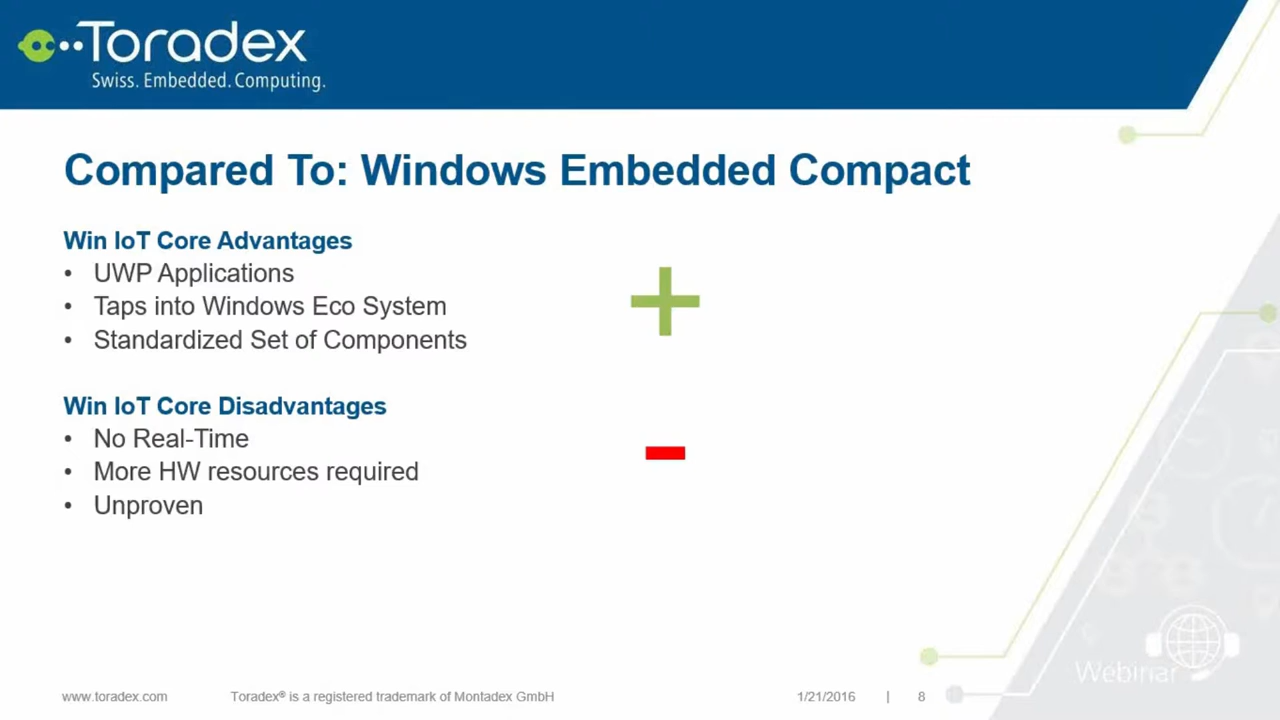 Toradex
Swiss. Embedded. Computing.
Compared To: Windows Embedded Compact
Win IoT Core Advantages
• UWP Applications
• Taps into Windows Eco System
• Standardized Set of Components
Win IoT Core Disadvantages
• No Real-Time
• More HW resources required
• Unproven
Webinar
www.toradex.com Toradex® is a registered trademark of Montadex GmbH 1/21/2016 | 8